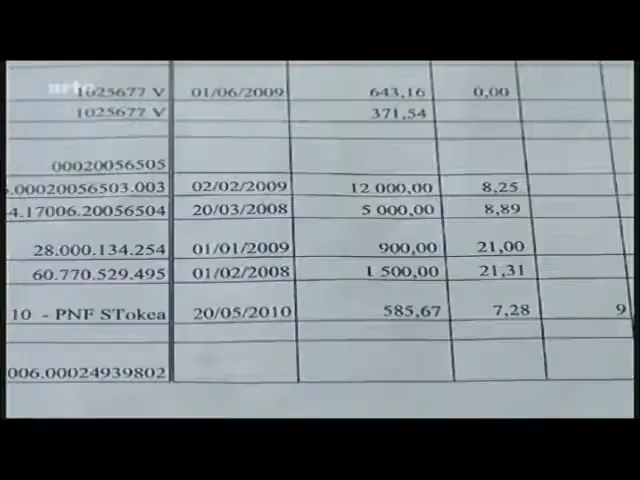 arte
1025677 V 01/06/2009 643,16 0,00
1025677 V 371,54
00020056505
.00020056503.003 02/02/2009 12 000,00 8,25
4.17006.20056504 20/03/2008 5 000,00 8,89
28.000.134.254 01/01/2009 900,00 21,00
60.770.529.495 01/02/2008 1 500,00 21,31
10 - PNF STokea 20/05/2010 585,67 7,28 9
006.00024939802